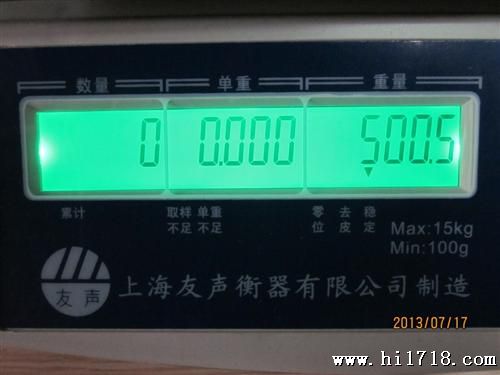 数量 单重 重量
0 0.000 500.5
累计 取样不足 单重不足 零位 去皮 稳定
Max:15kg
Min:100g
友声
上海友声衡器有限公司制造
2013/07/17
www.hi1718.com